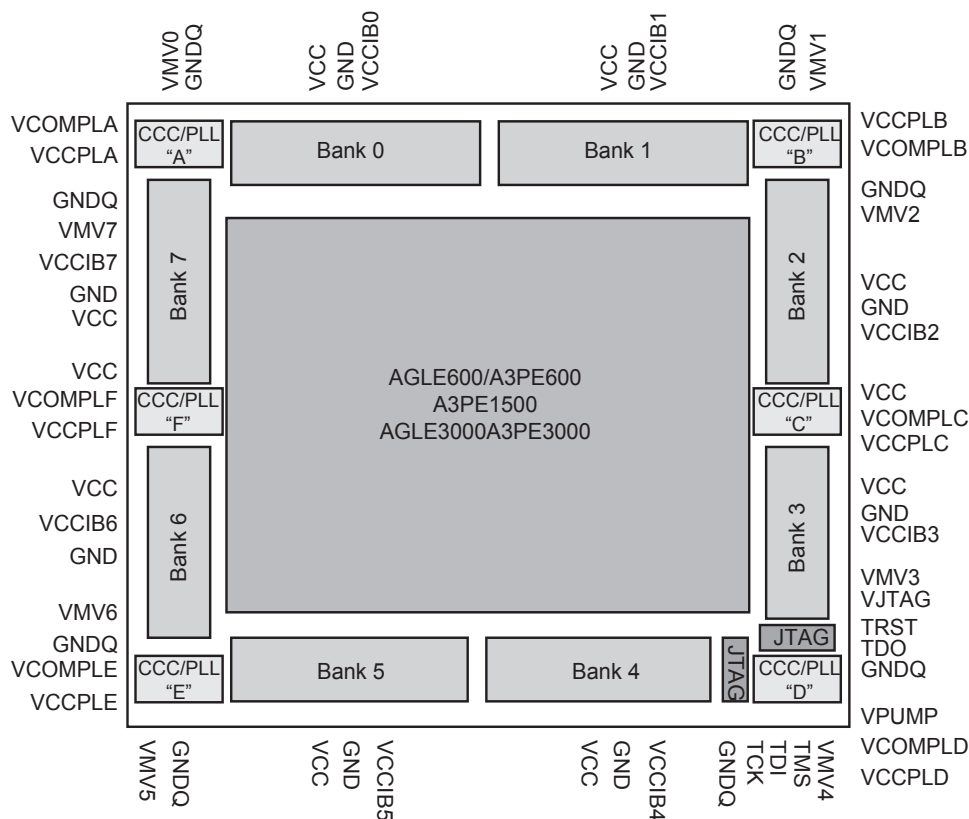 VMV0
GNDQ
VCC
GND
VCCIB0
VCC
GND
VCCIB1
GNDQ
VMV1
VCOMPLA
VCCPLA
GNDQ
VMV7
VCCIB7
GND
VCC
VCC
VCOMPLF
VCCPLF
VCC
VCCIB6
GND
VMV6
GNDQ
VCOMPLE
VCCPLE
CCC/PLL
“A”
Bank 0
Bank 1
CCC/PLL
“B”
Bank 7
Bank 2
AGLE600/A3PE600
A3PE1500
AGLE3000A3PE3000
CCC/PLL
“F”
CCC/PLL
“C”
Bank 6
Bank 3
JTAG
CCC/PLL
“E”
Bank 5
Bank 4
JTAG
CCC/PLL
“D”
VCCPLB
VCOMPLB
GNDQ
VMV2
VCC
GND
VCCIB2
VCC
VCOMPLC
VCCPLC
VCC
GND
VCCIB3
VMV3
VJTAG
TRST
TDO
GNDQ
VPUMP
VCOMPLD
VCCPLD
VMV5
GNDQ
VCC
GND
VCCIB5
VCC
GND
VCCIB4
GNDQ
TCK
TDI
TMS
VMV4